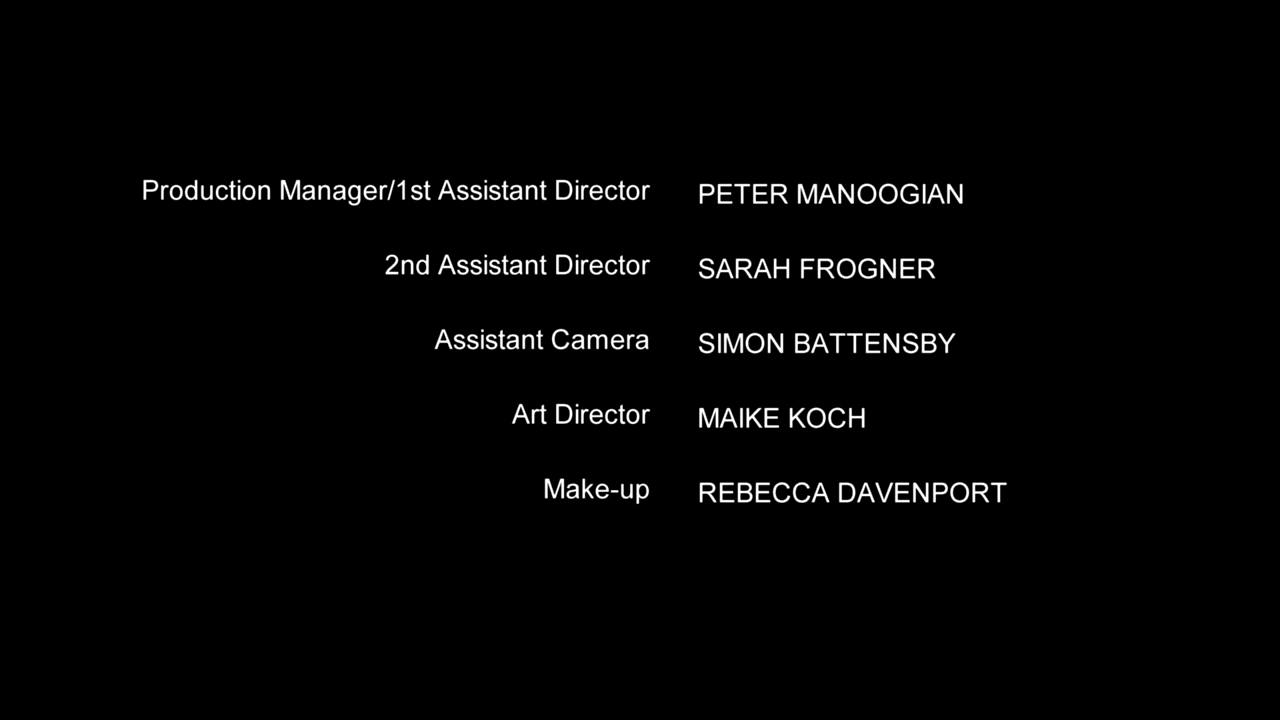 Production Manager/1st Assistant Director PETER MANOOGIAN
2nd Assistant Director SARAH FROGNER
Assistant Camera SIMON BATTENSBY
Art Director MAIKE KOCH
Make-up REBECCA DAVENPORT